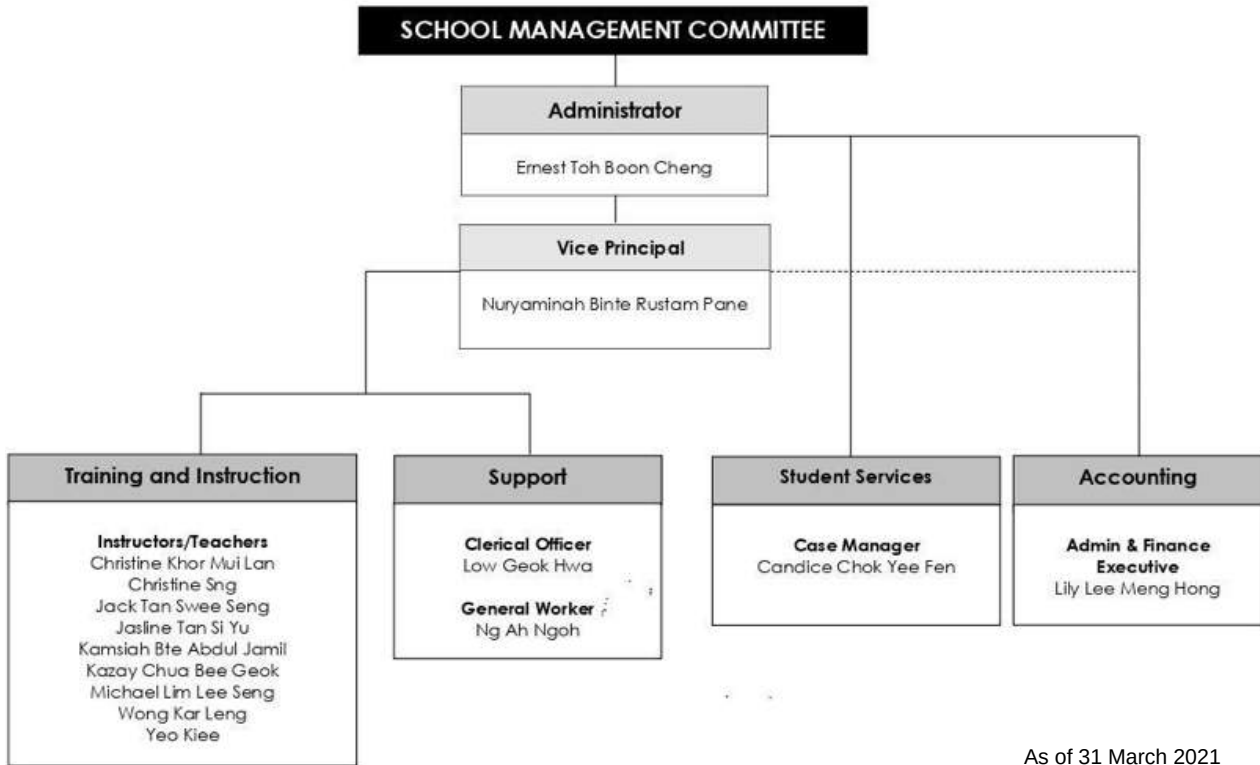 SCHOOL MANAGEMENT COMMITTEE
Administrator
Ernest Toh Boon Cheng
Vice Principal
Nuryaminah Binte Rustam Pane
Training and Instruction
Instructors/Teachers
Christine Khor Mui Lan
Christine Sng
Jack Tan Swee Seng
Jasline Tan Si Yu
Kamsiah Bte Abdul Jamil
Kazay Chua Bee Geok
Michael Lim Lee Seng
Wong Kar Leng
Yeo Kiee
Support
Clerical Officer
Low Geok Hwa
General Worker
Ng Ah Ngoh
Student Services
Case Manager
Candice Chok Yee Fen
Accounting
Admin & Finance
Executive
Lily Lee Meng Hong
As of 31 March 2021